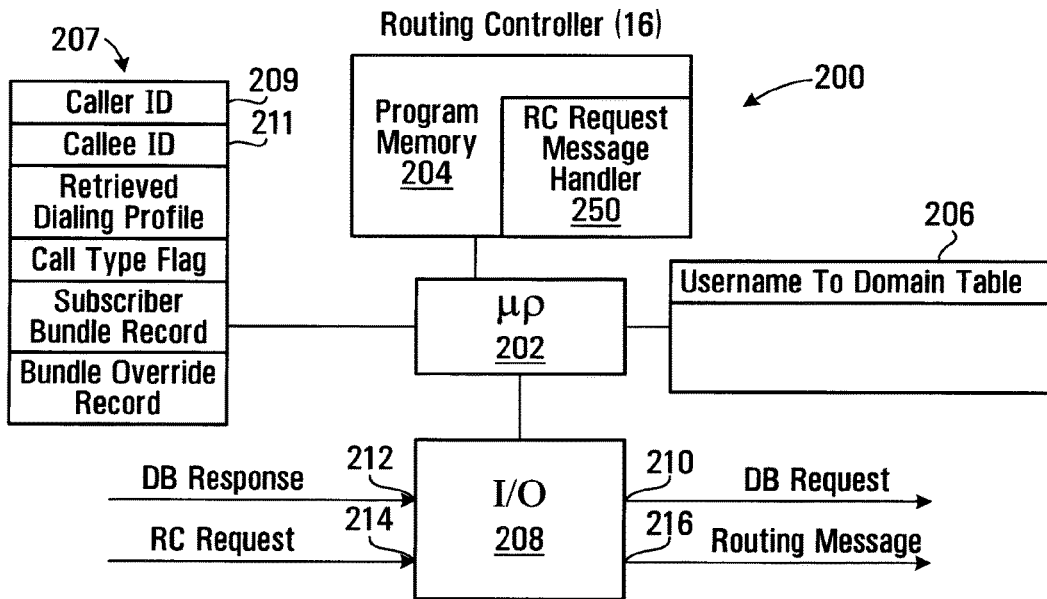 Routing Controller (16)
207
209
211
Caller ID
Callee ID
Retrieved
Dialing Profile
Call Type Flag
Subscriber
Bundle Record
Bundle Override
Record
Program
Memory
204
RC Request
Message
Handler
250
200
206
Username To Domain Table
μρ
202
212
DB Response
214
RC Request
I/O
208
210
DB Request
216
Routing Message